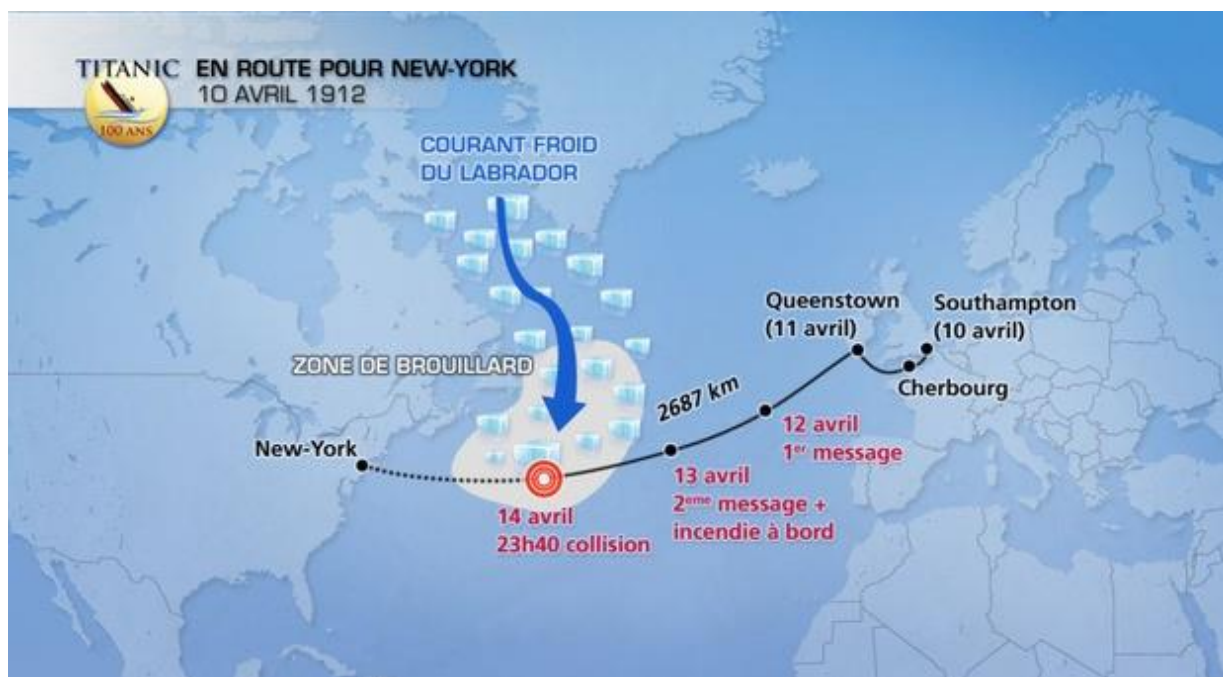 TITANIC
100 ANS
EN ROUTE POUR NEW-YORK
10 AVRIL 1912
COURANT FROID
DU LABRADOR
ZONE DE BROUILLARD
New-York
14 avril
23h40 collision
2687 km
13 avril
2eme message +
incendie à bord
12 avril
1er message
Queenstown
(11 avril)
Southampton
(10 avril)
Cherbourg